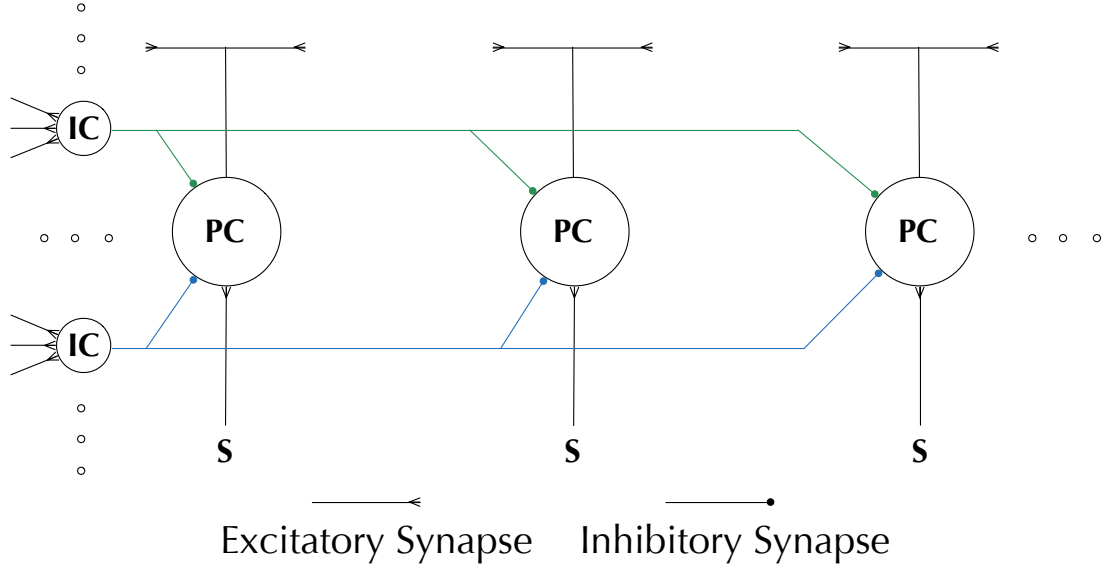 IC
PC PC PC
IC
S S S
Excitatory Synapse Inhibitory Synapse